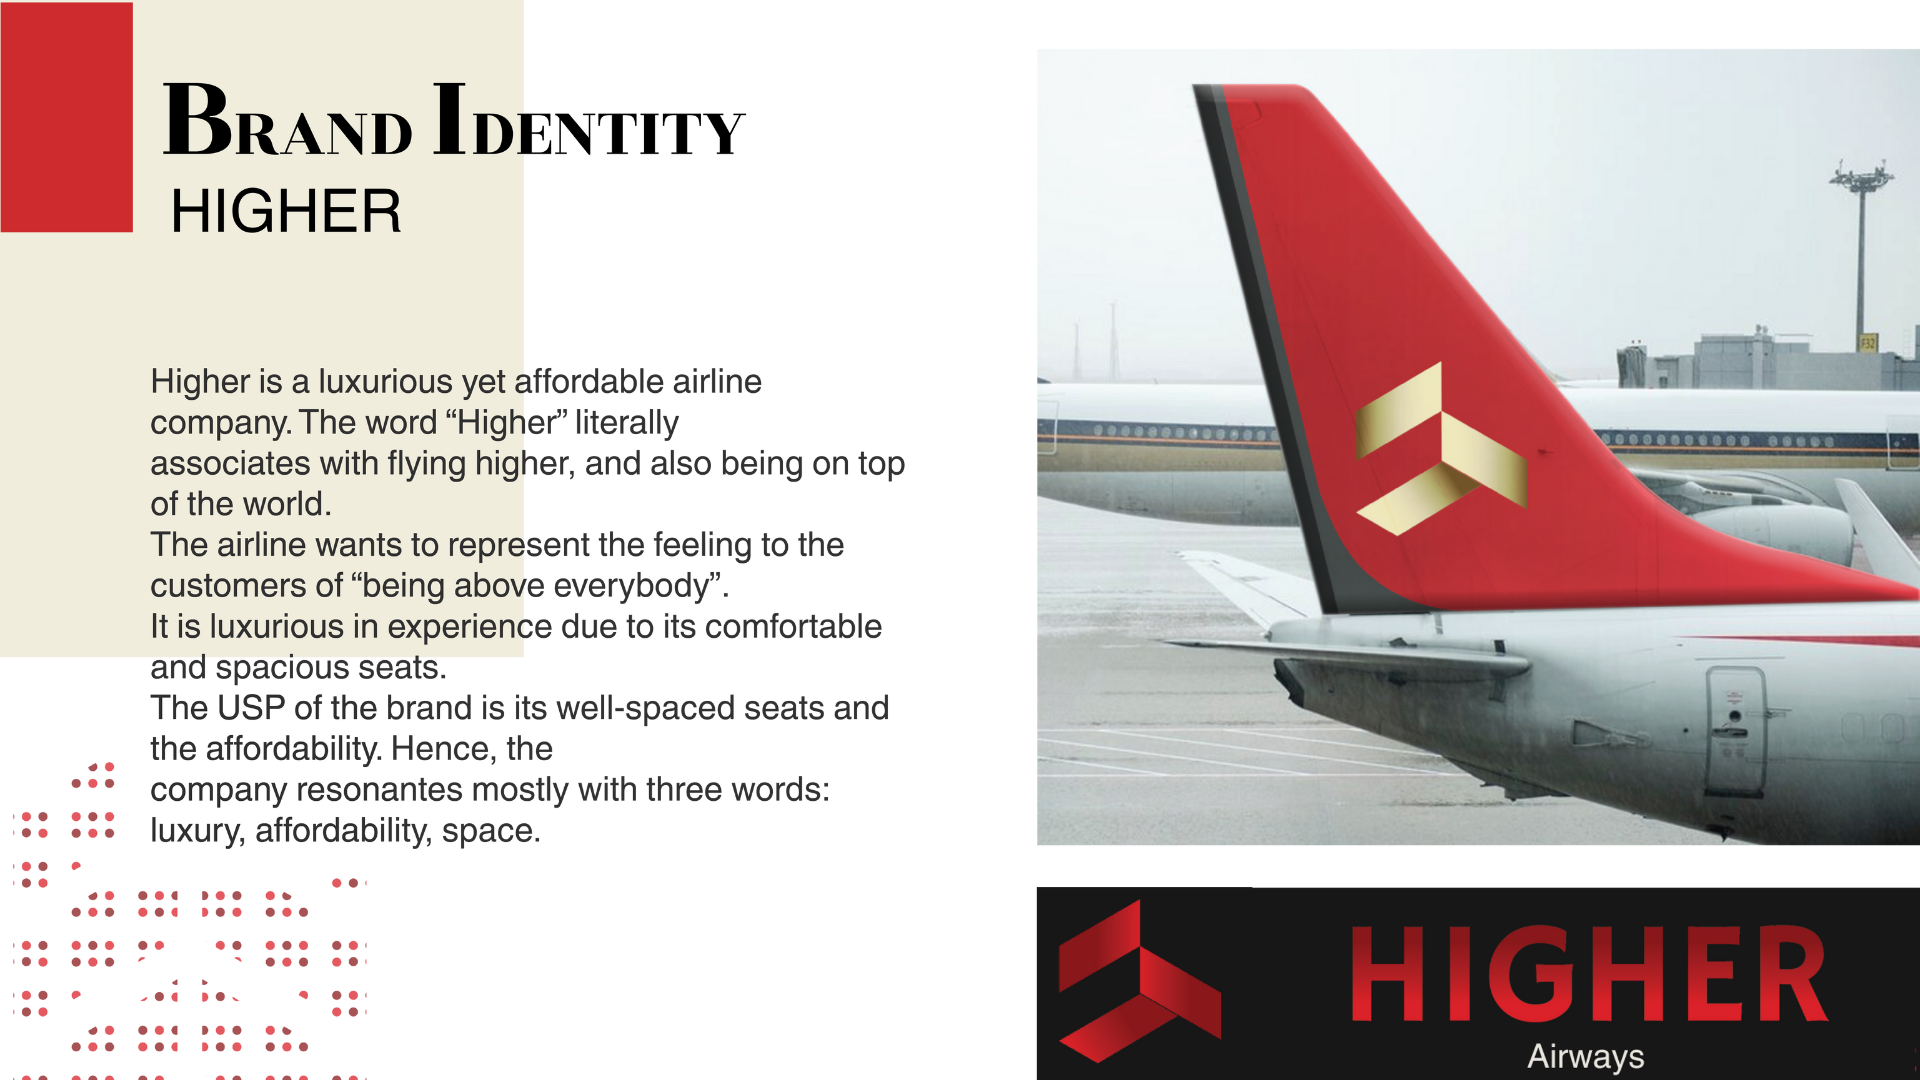 BRAND IDENTITY
HIGHER
Higher is a luxurious yet affordable airline
company. The word “Higher” literally
associates with flying higher, and also being on top
of the world.
The airline wants to represent the feeling to the
customers of “being above everybody”.
It is luxurious in experience due to its comfortable
and spacious seats.
The USP of the brand is its well-spaced seats and
the affordability. Hence, the
company resonantes mostly with three words:
luxury, affordability, space.
F32
HIGHER
Airways